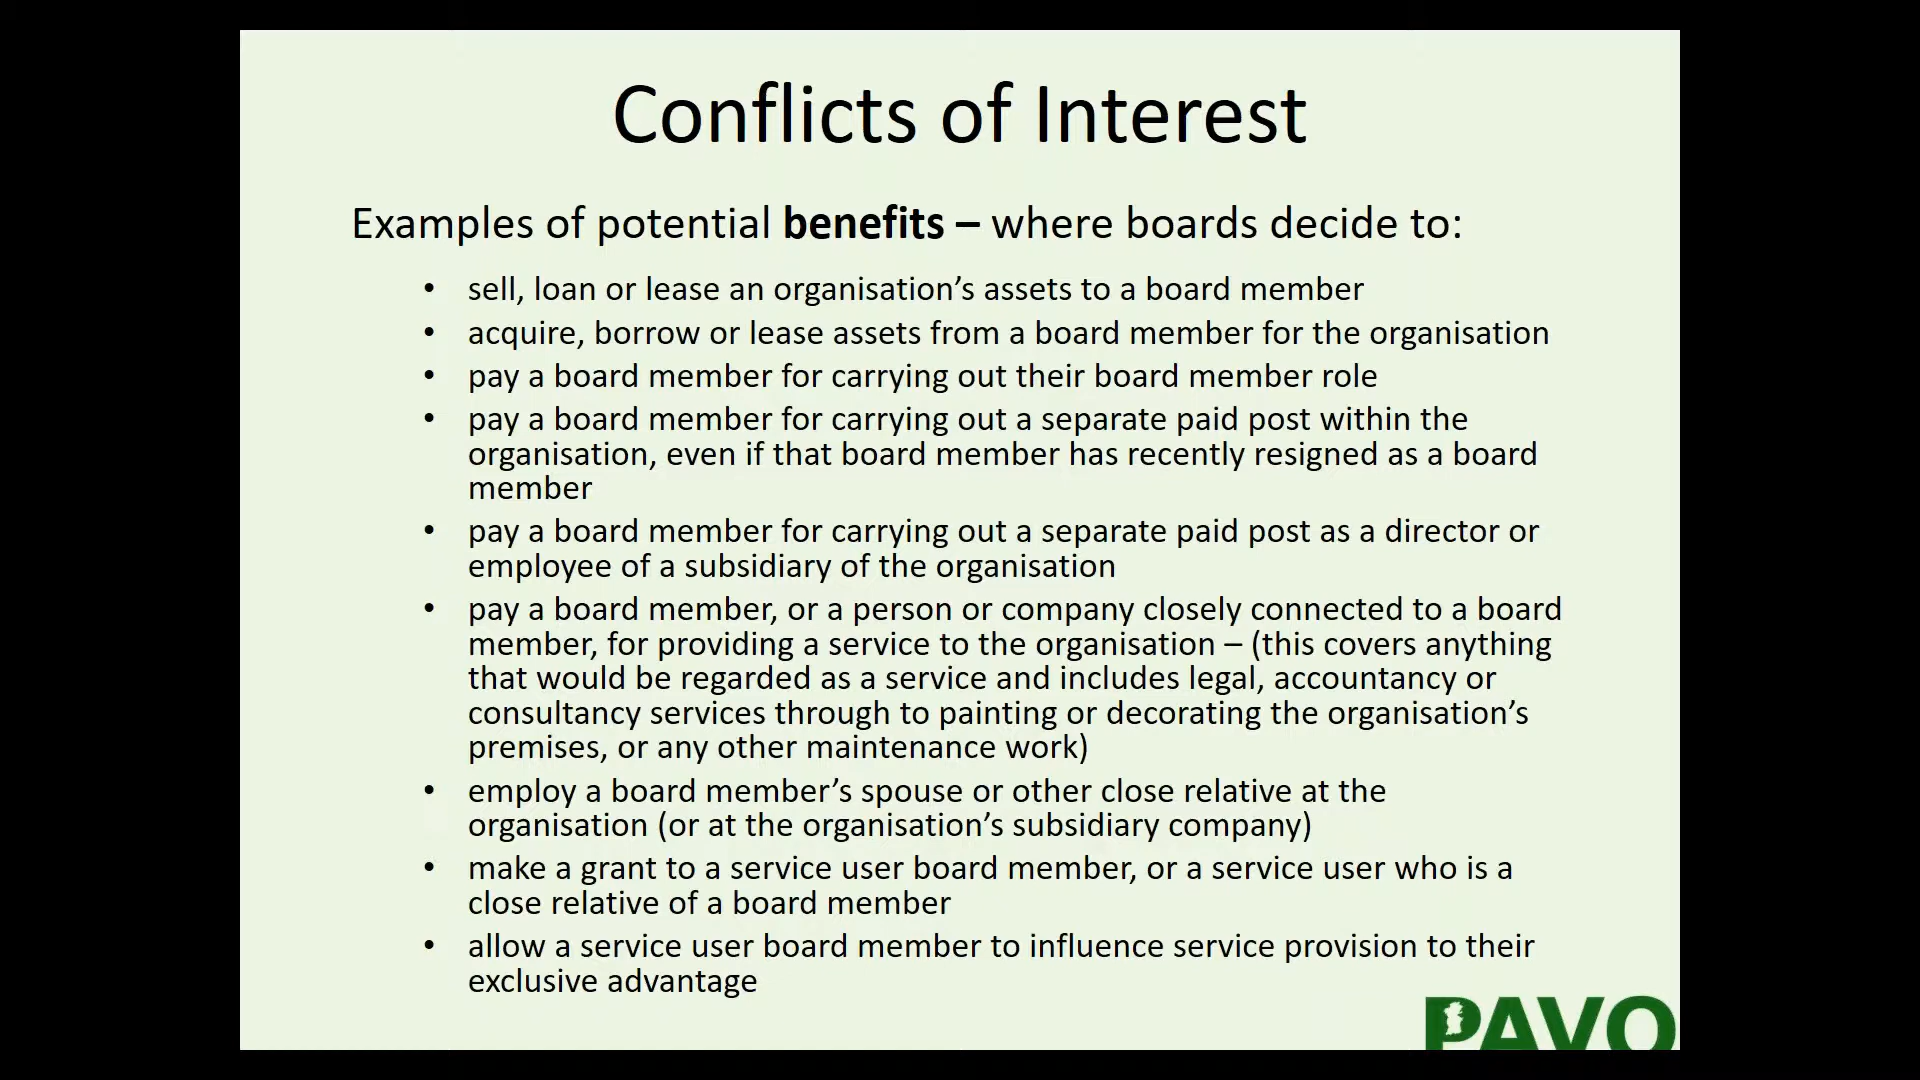 Conflicts of Interest
Examples of potential benefits – where boards decide to:
• sell, loan or lease an organisation’s assets to a board member
• acquire, borrow or lease assets from a board member for the organisation
• pay a board member for carrying out their board member role
• pay a board member for carrying out a separate paid post within the
organisation, even if that board member has recently resigned as a board
member
• pay a board member for carrying out a separate paid post as a director or
employee of a subsidiary of the organisation
• pay a board member, or a person or company closely connected to a board
member, for providing a service to the organisation – (this covers anything
that would be regarded as a service and includes legal, accountancy or
consultancy services through to painting or decorating the organisation’s
premises, or any other maintenance work)
• employ a board member’s spouse or other close relative at the
organisation (or at the organisation’s subsidiary company)
• make a grant to a service user board member, or a service user who is a
close relative of a board member
• allow a service user board member to influence service provision to their
exclusive advantage
PAVO